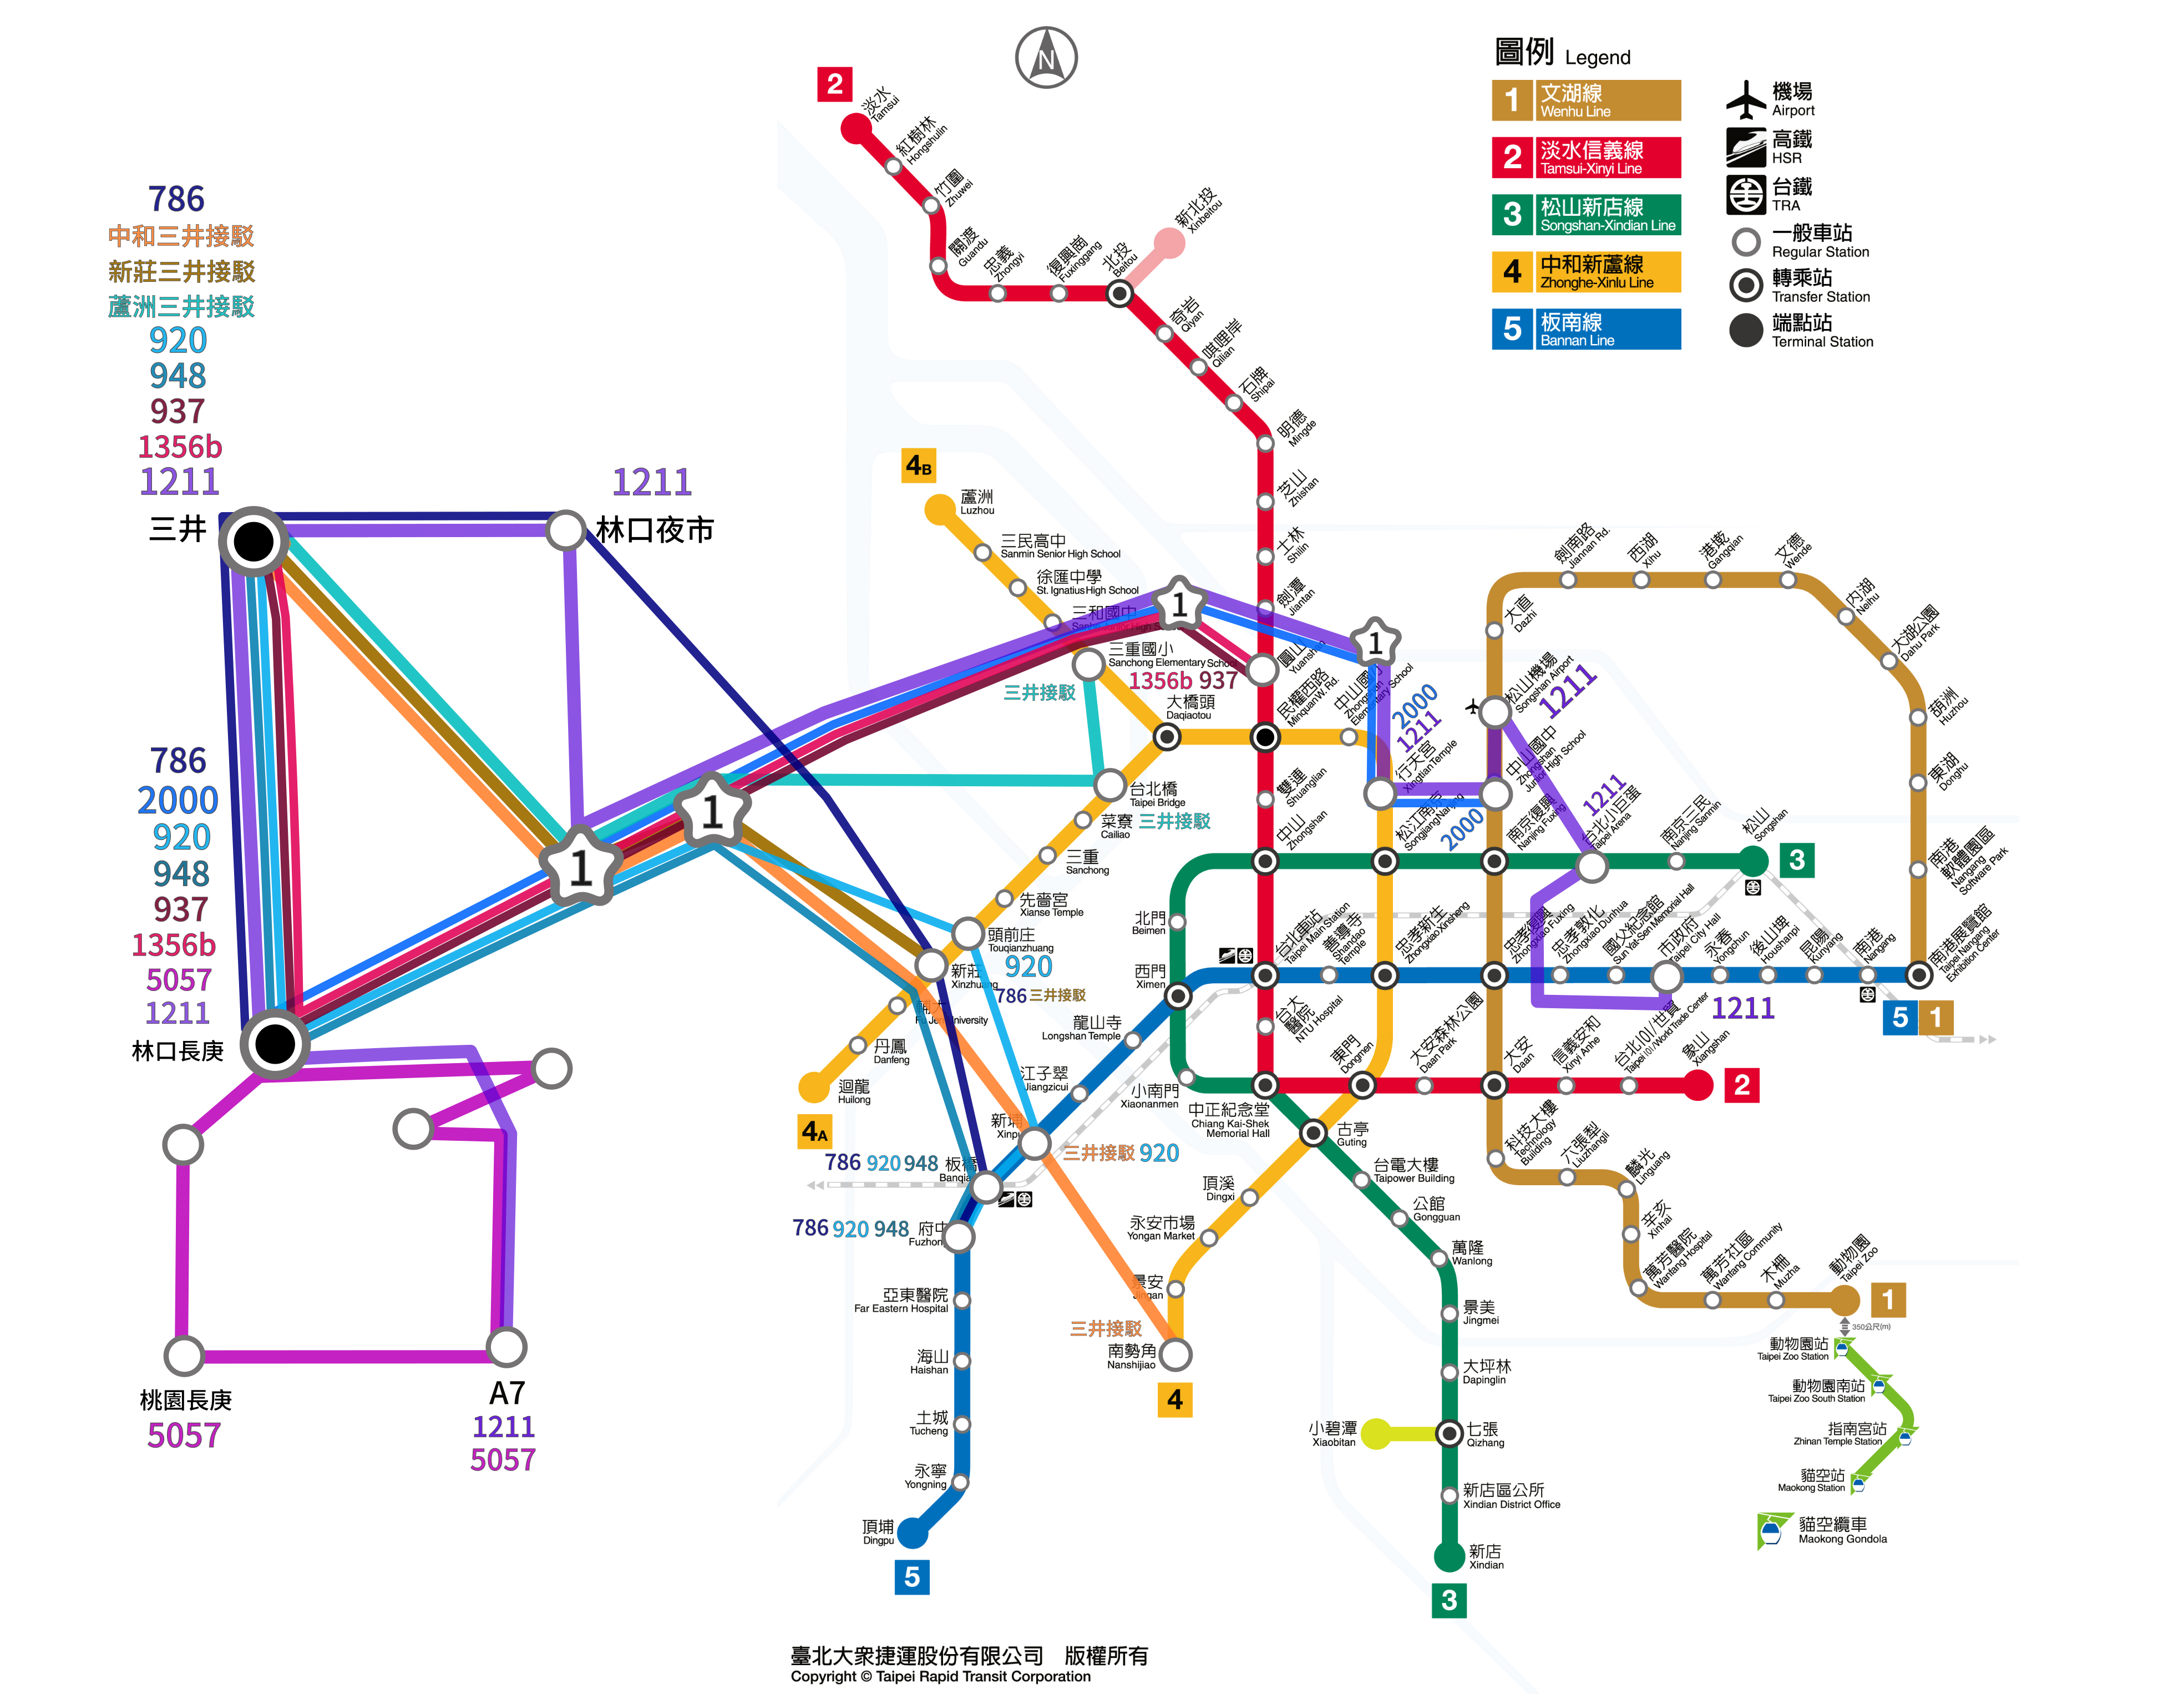 N
圖例 Legend
1 文湖線
Wenhu Line
2 淡水信義線
Tamsui-Xinyi Line
3 松山新店線
Songshan-Xindian Line
4 中和新蘆線
Zhonghe-Xinlu Line
5 板南線
Bannan Line
機場
Airport
高鐵
HSR
台鐵
TRA
一般車站
Regular Station
轉乘站
Transfer Station
端點站
Terminal Station
786
中和三井接駁
新莊三井接駁
蘆洲三井接駁
920
948
937
1356b
1211
三井
1211
林口夜市
786
2000
920
948
937
1356b
5057
1211
林口長庚
桃園長庚
5057
A7
1211
5057
1
1
1
1
2
淡水
Tamsui
紅樹林
Hongshulin
竹圍
Zhuwei
關渡
Guandu
忠義
Zhongyi
復興崗
Fuxinggang
北投
Beitou
新北投
Xinbeitou
奇岩
Qiyan
唭哩岸
Qilian
石牌
Shipai
明德
Mingde
芝山
Zhishan
士林
Shilin
劍潭
Jiantan
圓山
Yuanshan
民權西路
Minquan W. Rd.
雙連
Shuanglian
中山
Zhongshan
台北車站
Taipei Main Station
台大
醫院
NTU Hospital
中正紀念堂
Chiang Kai-Shek
Memorial Hall
東門
Dongmen
大安森林公園
Daan Park
大安
Daan
信義安和
Xinyi Anhe
台北101/世貿
Taipei 101/World Trade Center
象山
Xiangshan
2
4B
蘆洲
Luzhou
三民高中
Sanmin Senior High School
徐匯中學
St. Ignatius High School
三和國中
三重國小
Sanchong Elementary School
三井接駁
1356b 937
大橋頭
Daqiaotou
台北橋
Taipei Bridge
三井接駁
菜寮
Cailiao
三重
Sanchong
先嗇宮
Xianse Temple
頭前庄
Touqianzhuang
920
新莊
Xinzhuang
786 三井接駁
輔大
Fu Jen University
丹鳳
Danfeng
迴龍
Huilong
4A
中山國小
Zhongshan
Elementary School
2000
1211
行天宮
Xingtian Temple
松江南京
Songjiang Nanjing
2000
忠孝新生
Zhongxiao Xinsheng
古亭
Guting
頂溪
Dingxi
永安市場
Yongan Market
景安
Jingan
三井接駁
南勢角
Nanshijiao
4
劍南路
Jiannan Rd.
西湖
Xihu
港墘
Gangqian
文德
Wende
內湖
Neihu
大湖公園
Dahu Park
葫洲
Huzhou
東湖
Donghu
南港
軟體園區
Nangang
Software Park
南港展覽館
Taipei Nangang
Exhibition Center
大直
Dazhi
松山機場
Songshan Airport
1211
中山國中
Zhongshan
Junior High School
南京復興
Nanjing Fuxing
1211
台北小巨蛋
Taipei Arena
南京三民
Nanjing Sanmin
松山
Songshan
3
北門
Beimen
西門
Ximen
小南門
Xiaonanmen
善導寺
Shandao
Temple
忠孝復興
Zhongxiao Fuxing
忠孝敦化
Zhongxiao Dunhua
國父紀念館
Sun Yat-Sen Memorial Hall
市政府
Taipei City Hall
永春
Yongchun
後山埤
Houshanpi
昆陽
Kunyang
南港
Nangang
1211
5 1
龍山寺
Longshan Temple
江子翠
Jiangzicui
新埔
Xinpu
三井接駁 920
786 920 948 板橋
Banqiao
786 920 948 府中
Fuzhong
亞東醫院
Far Eastern Hospital
海山
Haishan
土城
Tucheng
永寧
Yongning
頂埔
Dingpu
5
科技大樓
Technology
Building
六張犁
Liuzhangli
麟光
Linguang
辛亥
Xinhai
萬芳醫院
Wanfang Hospital
萬芳社區
Wanfang Community
木柵
Muzha
動物園
Taipei Zoo
1
350公尺(m)
動物園站
Taipei Zoo Station
動物園南站
Taipei Zoo South Station
指南宮站
Zhinan Temple Station
貓空站
Maokong Station
貓空纜車
Maokong Gondola
台電大樓
Taipower Building
公館
Gongguan
萬隆
Wanlong
景美
Jingmei
大坪林
Dapinglin
小碧潭
Xiaobitan
七張
Qizhang
新店區公所
Xindian District Office
新店
Xindian
3
臺北大眾捷運股份有限公司 版權所有
Copyright © Taipei Rapid Transit Corporation